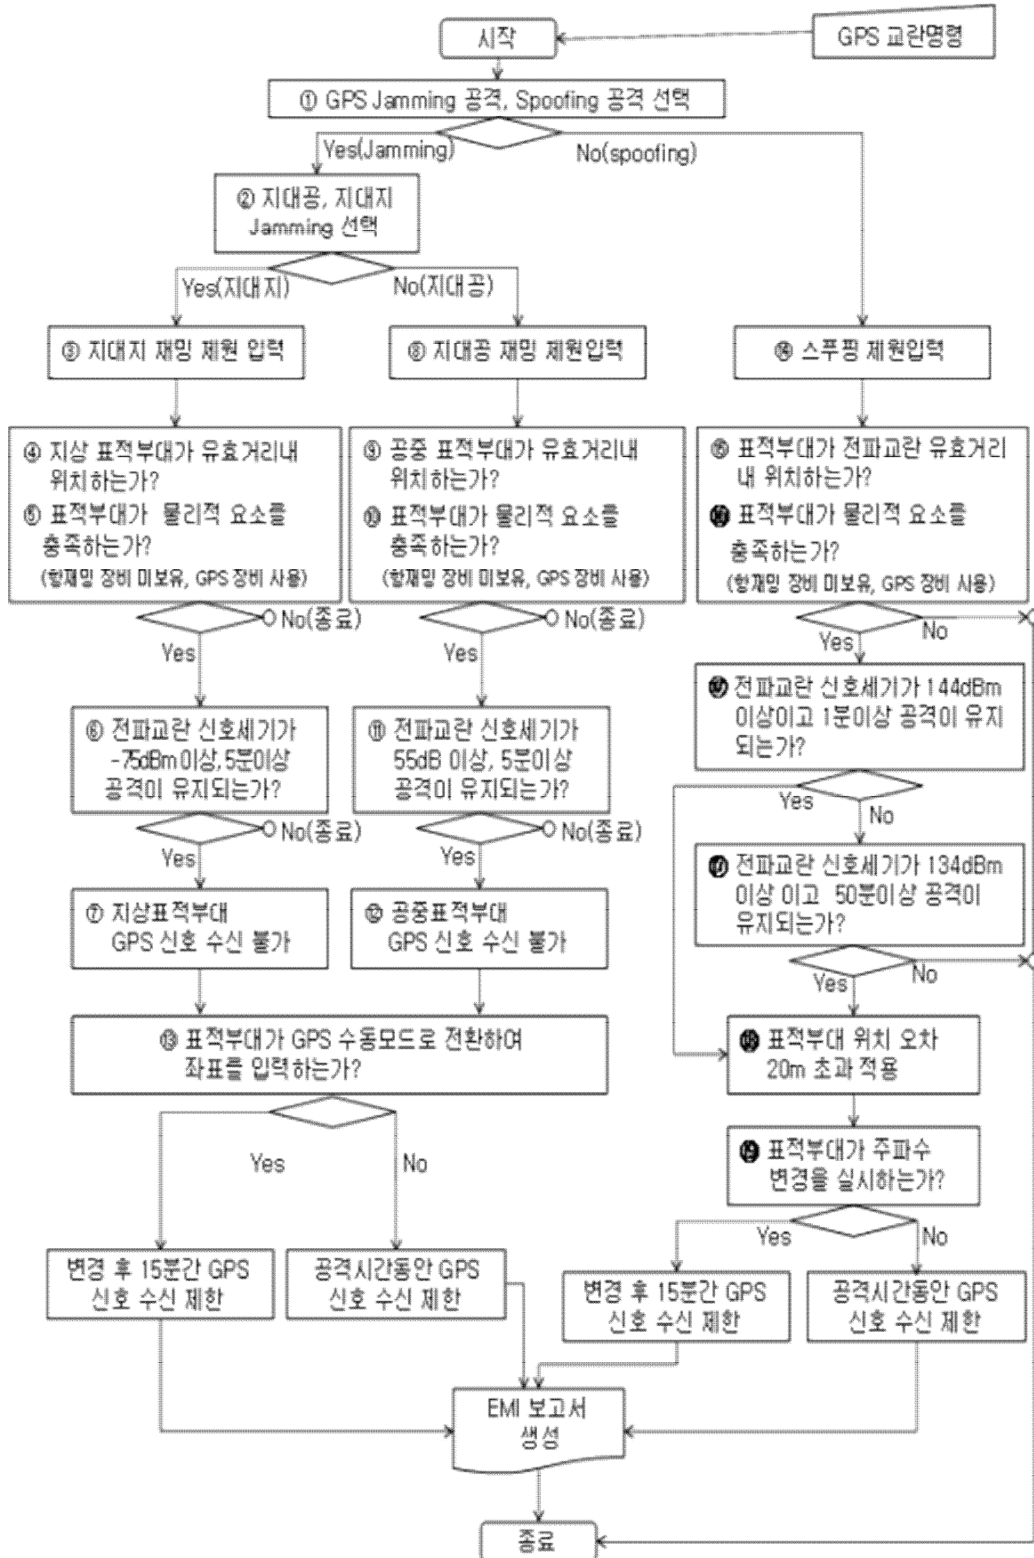 시작
GPS 교란명령
① GPS Jamming 공격, Spoofing 공격 선택
Yes(Jamming)
No(spoofing)
② 지대공, 지대지
Jamming 선택
Yes(지대지)
No(지대공)
③ 지대지 재밍 제원 입력
⑧ 지대공 재밍 제원입력
⑭ 스푸핑 제원입력
④ 지상 표적부대가 유효거리내
위치하는가?
⑤ 표적부대가 물리적 요소를
충족하는가?
(항재밍 장비 미보유, GPS 장비 사용)
⑨ 공중 표적부대가 유효거리내
위치하는가?
⑩ 표적부대가 물리적 요소를
충족하는가?
(항재밍 장비 미보유, GPS 장비 사용)
⑮ 표적부대가 전파교란 유효거리
내 위치하는가?
표적부대가 물리적 요소를
충족하는가?
(항재밍 장비 미보유, GPS 장비 사용)
No(종료)
Yes
No(종료)
Yes
No
Yes
⑥ 전파교란 신호세기가
-75dBm이상,5분이상
공격이 유지되는가?
⑪ 전파교란 신호세기가
55dB 이상, 5분이상
공격이 유지되는가?
전파교란 신호세기가 144dBm
이상이고 1분이상 공격이 유지
되는가?
No(종료)
Yes
No(종료)
Yes
Yes
No
전파교란 신호세기가 134dBm
이상 이고 50분이상 공격이
유지되는가?
⑦ 지상표적부대
GPS 신호 수신 불가
⑫ 공중표적부대
GPS 신호 수신 불가
Yes
No
⑬ 표적부대가 GPS 수동모드로 전환하여
좌표를 입력하는가?
표적부대 위치 오차
20m 초과 적용
Yes
No
표적부대가 주파수
변경을 실시하는가?
Yes
No
변경 후 15분간 GPS
신호 수신 제한
공격시간동안 GPS
신호 수신 제한
변경 후 15분간 GPS
신호 수신 제한
공격시간동안 GPS
신호 수신 제한
EMI 보고서
생성
종료